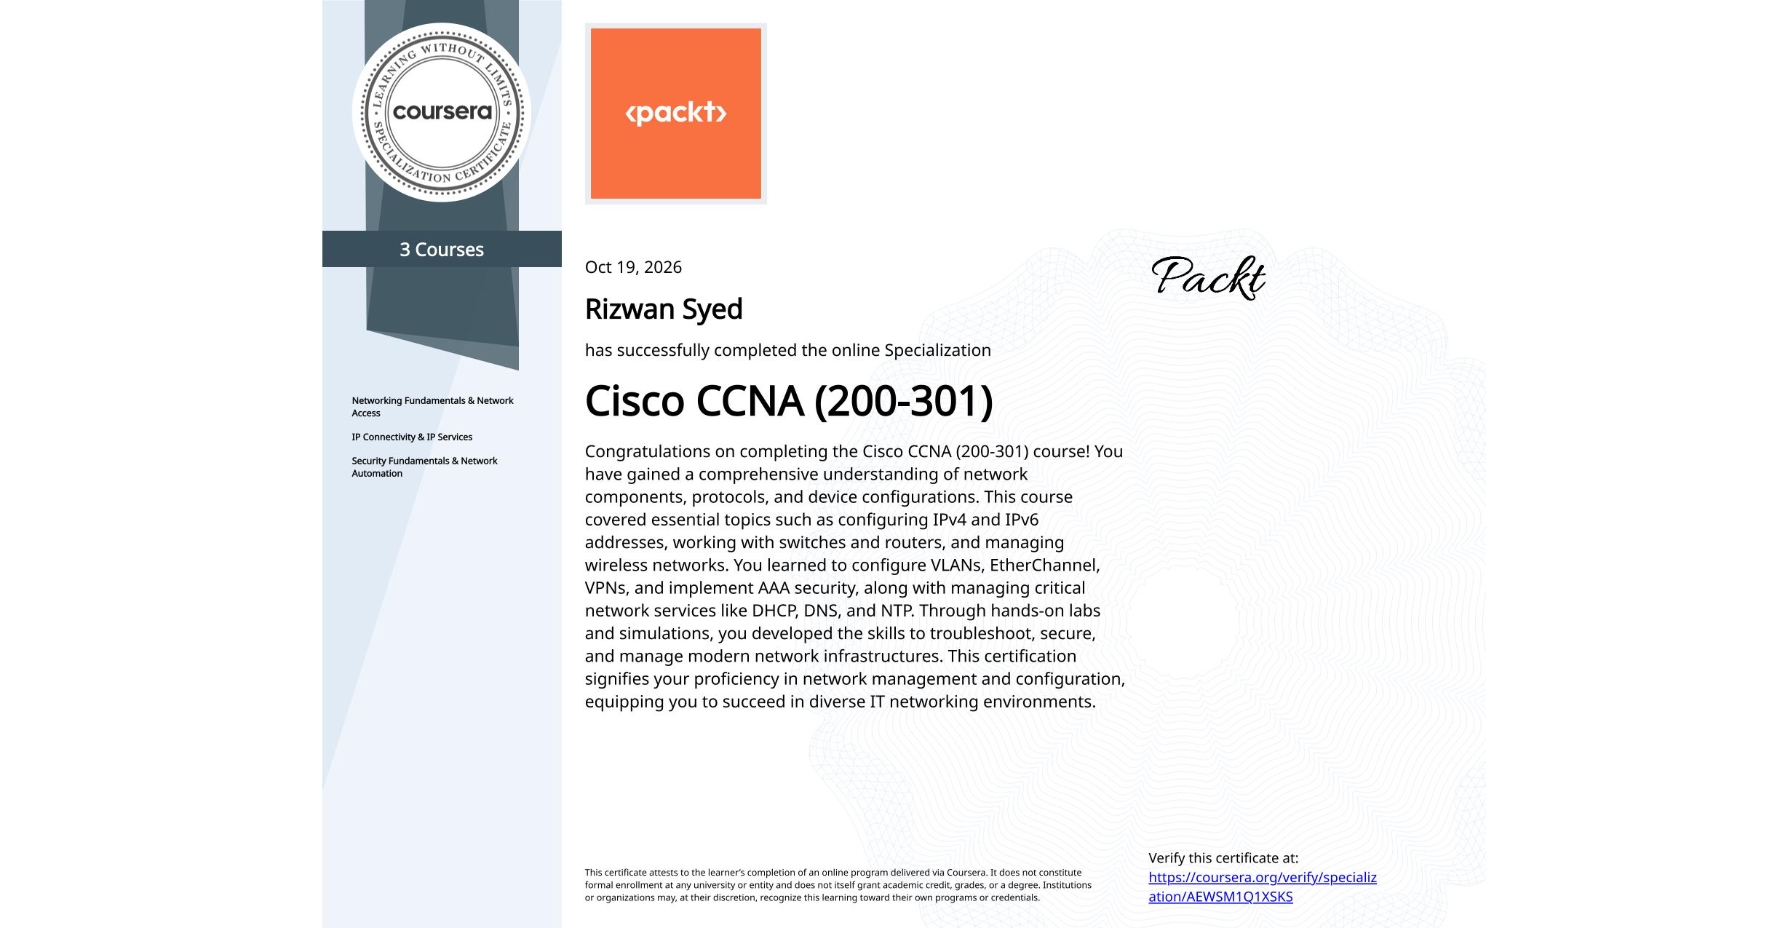 LEARNING WITHOUT LIMITS
coursera
SPECIALIZATION CERTIFICATE
3 Courses
Networking Fundamentals & Network
Access
IP Connectivity & IP Services
Security Fundamentals & Network
Automation
<packt>
Oct 19, 2026
Rizwan Syed
has successfully completed the online Specialization
Cisco CCNA (200-301)
Congratulations on completing the Cisco CCNA (200-301) course! You
have gained a comprehensive understanding of network
components, protocols, and device configurations. This course
covered essential topics such as configuring IPv4 and IPv6
addresses, working with switches and routers, and managing
wireless networks. You learned to configure VLANs, EtherChannel,
VPNs, and implement AAA security, along with managing critical
network services like DHCP, DNS, and NTP. Through hands-on labs
and simulations, you developed the skills to troubleshoot, secure,
and manage modern network infrastructures. This certification
signifies your proficiency in network management and configuration,
equipping you to succeed in diverse IT networking environments.
Packt
This certificate attests to the learner's completion of an online program delivered via Coursera. It does not constitute
formal enrollment at any university or entity and does not itself grant academic credit, grades, or a degree. Institutions
or organizations may, at their discretion, recognize this learning toward their own programs or credentials.
Verify this certificate at:
https://coursera.org/verify/specializ
ation/AEWSM1Q1XSKS